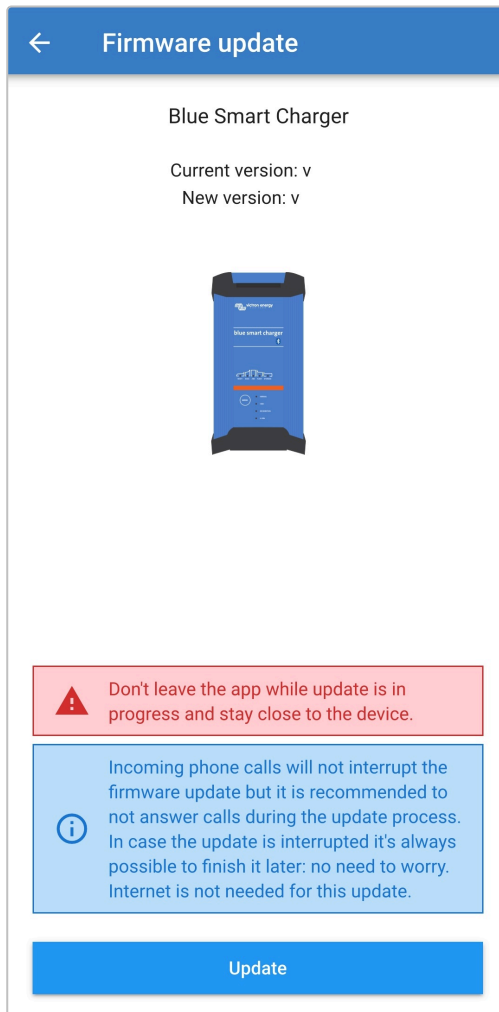 Firmware update
Blue Smart Charger
Current version: v
New version: v
victron energy
blue smart charger
Don't leave the app while update is in
progress and stay close to the device.
Incoming phone calls will not interrupt the
firmware update but it is recommended to
not answer calls during the update process.
In case the update is interrupted it's always
possible to finish it later: no need to worry.
Internet is not needed for this update.
Update